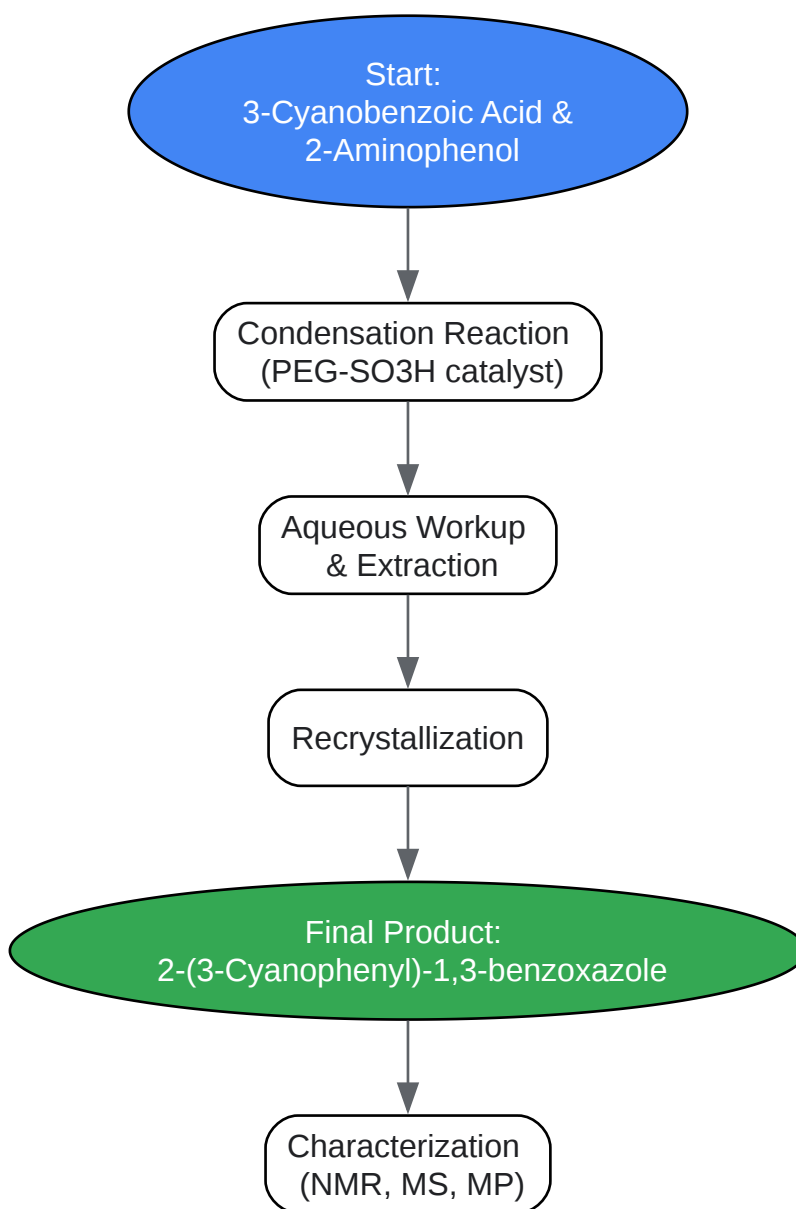 Start:
3-Cyanobenzoic Acid &
2-Aminophenol
Condensation Reaction
(PEG-SO3H catalyst)
Aqueous Workup
& Extraction
Recrystallization
Final Product:
2-(3-Cyanophenyl)-1,3-benzoxazole
Characterization
(NMR, MS, MP)